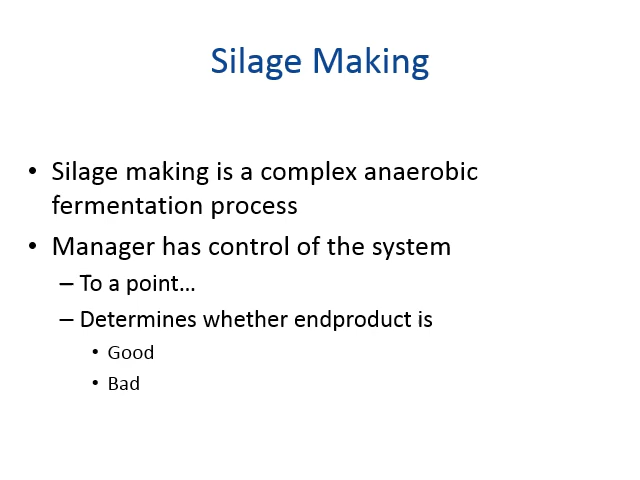 Silage Making
• Silage making is a complex anaerobic
fermentation process
• Manager has control of the system
– To a point…
– Determines whether endproduct is
• Good
• Bad